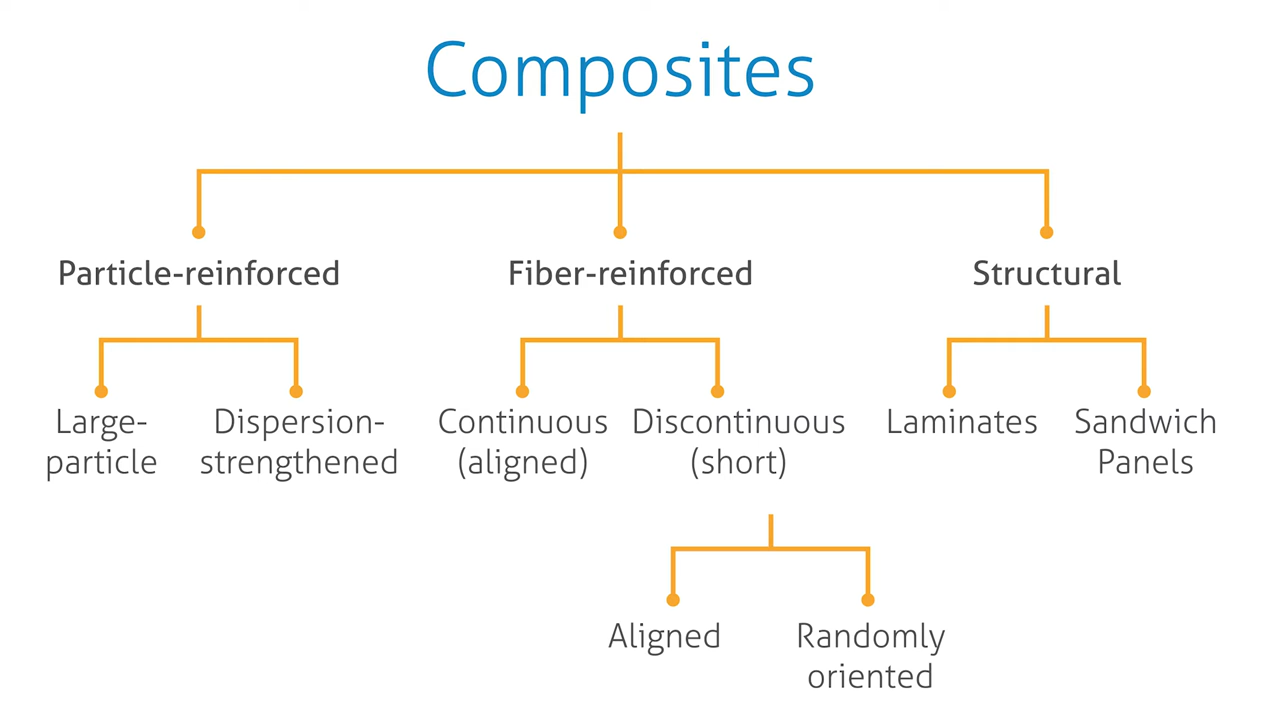 Composites
Particle-reinforced
Fiber-reinforced
Structural
Large-
particle
Dispersion-
strengthened
Continuous
(aligned)
Discontinuous
(short)
Laminates
Sandwich
Panels
Aligned
Randomly
oriented